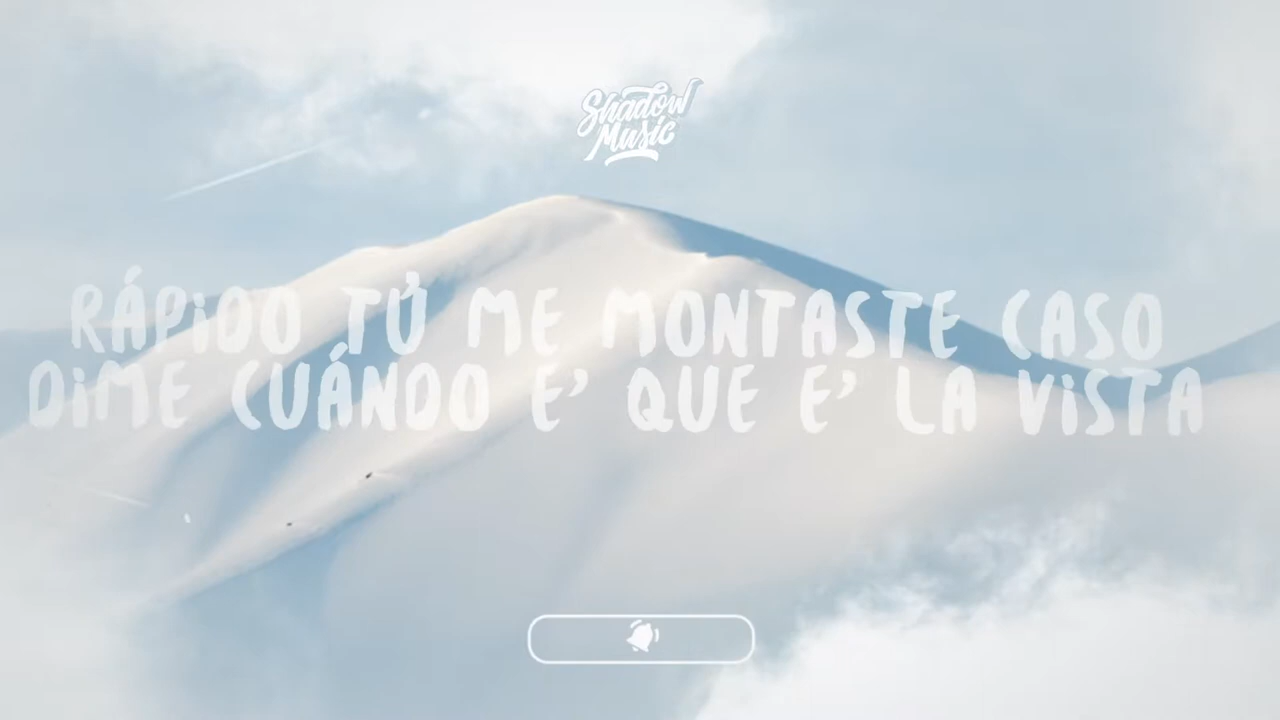 Shadow
Music
RÁPiDO TÚ ME MONTASTE CASO
DiME CUÁNDO E' QUE E' LA ViSTA